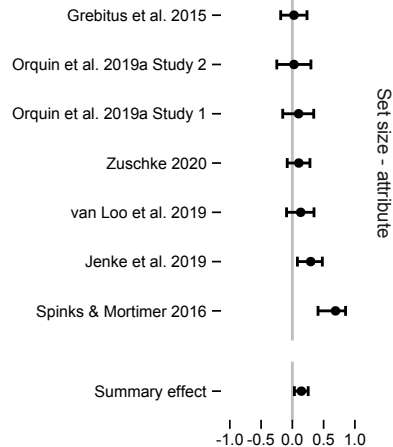 Grebitus et al. 2015
Orquin et al. 2019a Study 2
Orquin et al. 2019a Study 1
Zuschke 2020
van Loo et al. 2019
Jenke et al. 2019
Spinks & Mortimer 2016
Summary effect
Set size - attribute
-1.0 -0.5 0.0 0.5 1.0